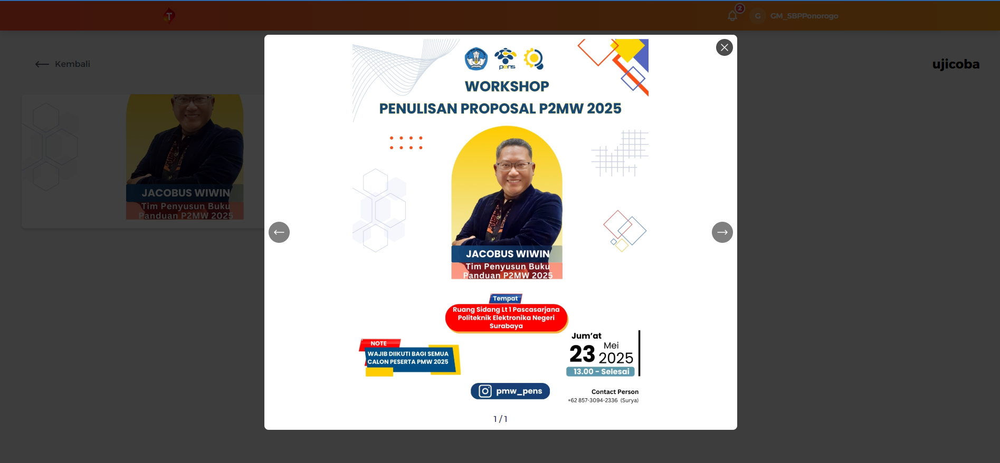 T
2
G
GM_SBPPonorogo
Kembali
ujicoba
JACOBUS WIWIN
Tim Penyusun Buku
Panduan P2MW 2025
pens
WORKSHOP
PENULISAN PROPOSAL P2MW 2025
JACOBUS WIWIN
Tim Penyusun Buku
Panduan P2MW 2025
Tempat
Ruang Sidang Lt 1 Pascasarjana
Politeknik Elektronika Negeri
Surabaya
NOTE
WAJIB DIIKUTI BAGI SEMUA
CALON PESERTA PMW 2025
Jum’at
23 Mei 2025
13.00 - Selesai
pmw_pens
Contact Person
+62 857-3094-2336 (Surya)
1 / 1